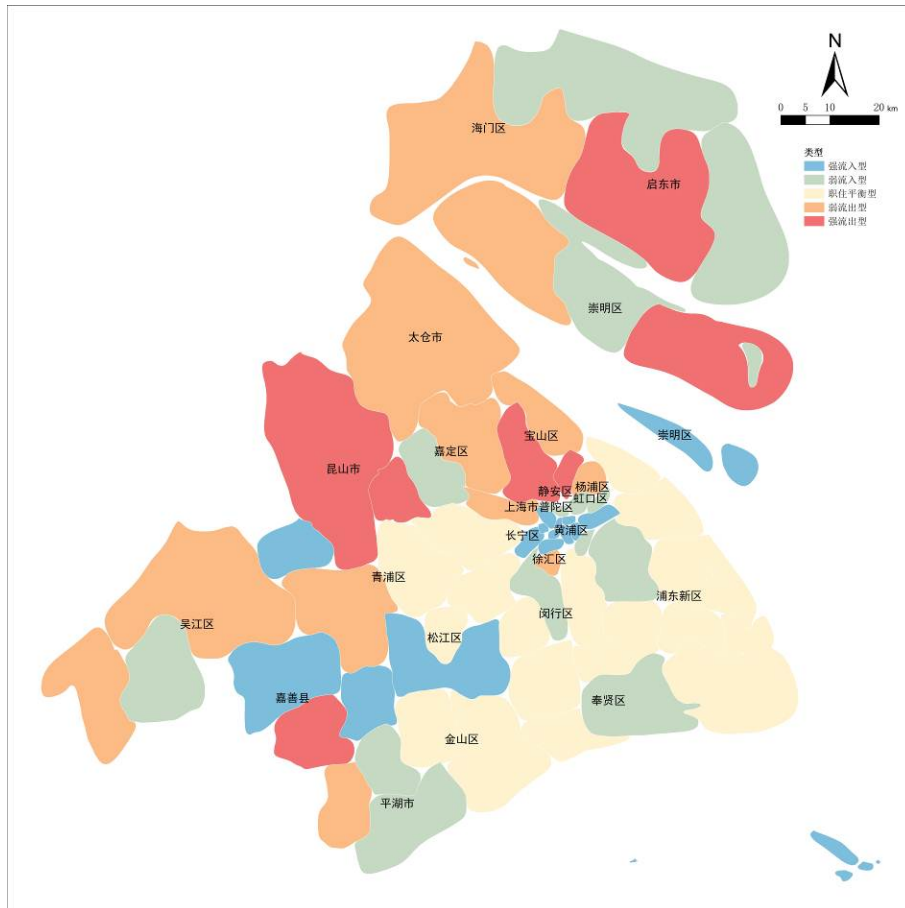 N
0 5 10 20 km
类型
强流入型
弱流入型
职住平衡型
弱流出型
强流出型
海门区
启东市
崇明区
太仓市
崇明区
宝山区
嘉定区
昆山市
静安区
杨浦区
虹口区
上海市普陀区
长宁区
黄浦区
徐汇区
青浦区
浦东新区
闵行区
吴江区
松江区
嘉善县
奉贤区
金山区
平湖市